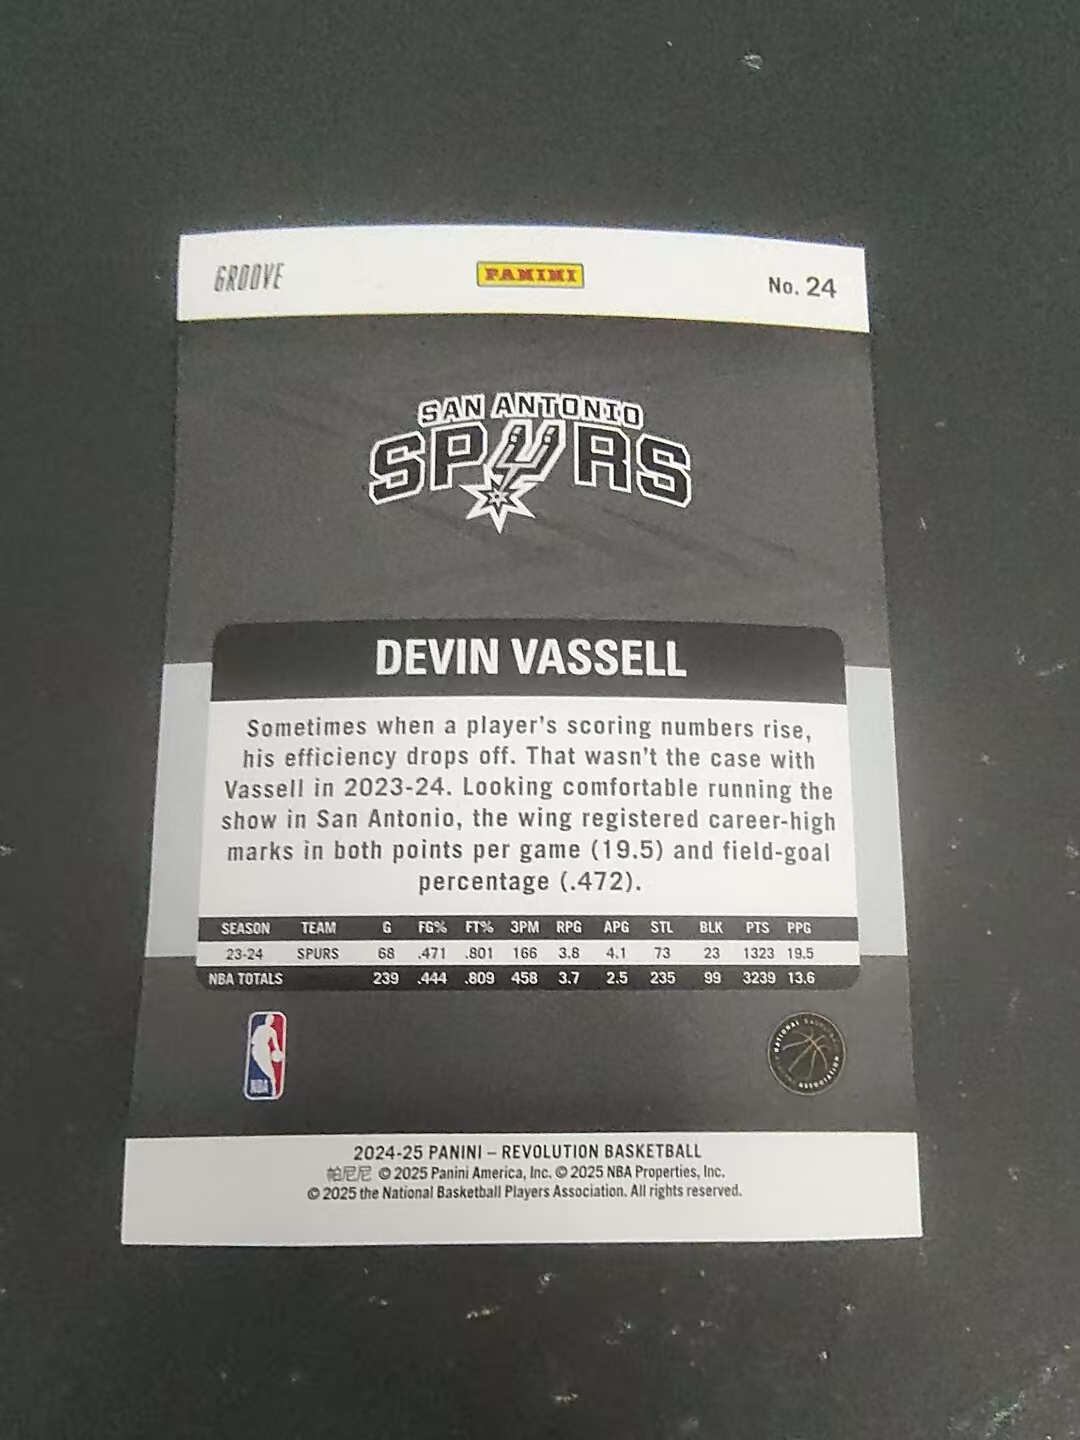 GROOVE
PANINI
No. 24
SAN ANTONIO
SPURS
DEVIN VASSELL
Sometimes when a player's scoring numbers rise,
his efficiency drops off. That wasn't the case with
Vassell in 2023-24. Looking comfortable running the
show in San Antonio, the wing registered career-high
marks in both points per game (19.5) and field-goal
percentage (.472).
SEASON TEAM G FG% FT% 3PM RPG APG STL BLK PTS PPG
23-24 SPURS 68 .471 .801 166 3.8 4.1 73 23 1323 19.5
NBA TOTALS 239 .444 .809 458 3.7 2.5 235 99 3239 13.6
NBA
NATIONAL BASKETBALL
ASSOCIATION
2024-25 PANINI – REVOLUTION BASKETBALL
帕尼尼 © 2025 Panini America, Inc. © 2025 NBA Properties, Inc.
© 2025 the National Basketball Players Association. All rights reserved.